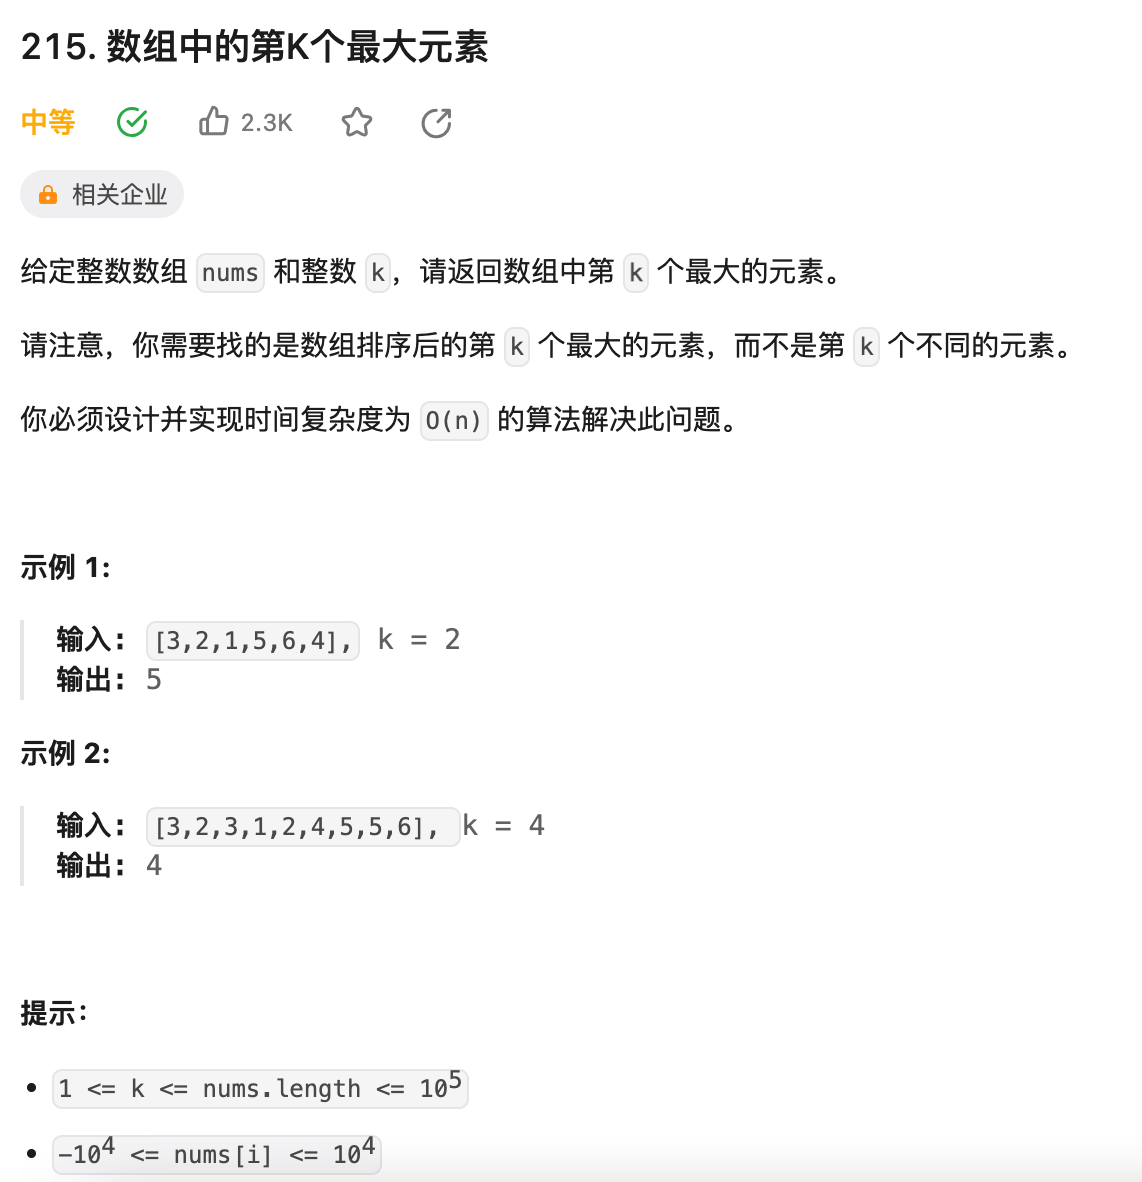 215. 数组中的第K个最大元素
中等 2.3K
相关企业
给定整数数组 nums 和整数 k，请返回数组中第 k 个最大的元素。
请注意，你需要找的是数组排序后的第 k 个最大的元素，而不是第 k 个不同的元素。
你必须设计并实现时间复杂度为 O(n) 的算法解决此问题。
示例 1:
输入: [3,2,1,5,6,4], k = 2
输出: 5
示例 2:
输入: [3,2,3,1,2,4,5,5,6], k = 4
输出: 4
提示：
• 1 <= k <= nums.length <= 10⁵
• -10⁴ <= nums[i] <= 10⁴